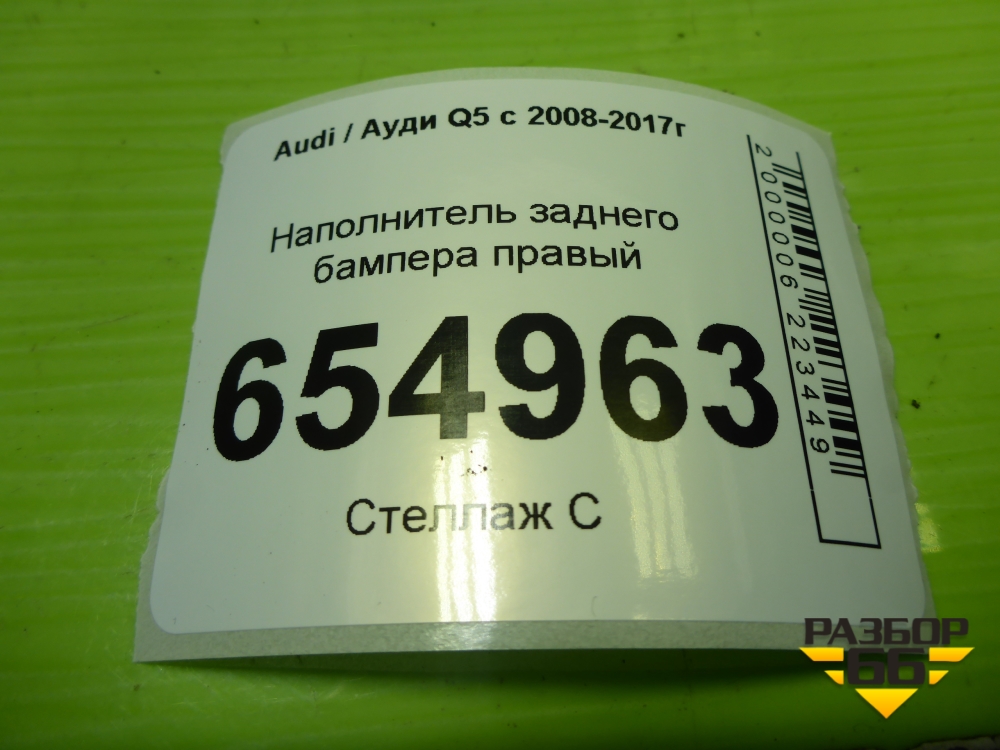 Audi / Ауди Q5 с 2008-2017г
Наполнитель заднего
бампера правый
654963
Стеллаж С
2000006223449
РАЗБОР
66